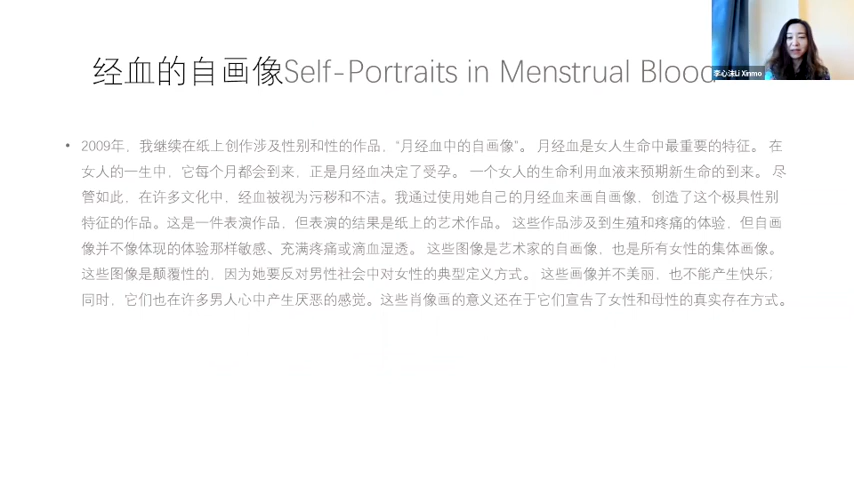 经血的自画像Self-Portraits in Menstrual Blood
李心沫Li Xinmo
• 2009年，我继续在纸上创作涉及性别和性的作品，“月经血中的自画像”。 月经血是女人生命中最重要的特征。 在
女人的一生中，它每个月都会到来，正是月经血决定了受孕。 一个女人的生命利用血液来预期新生命的到来。 尽
管如此，在许多文化中，经血被视为污秽和不洁。我通过使用她自己的月经血来画自画像，创造了这个极具性别
特征的作品。这是一件表演作品，但表演的结果是纸上的艺术作品。 这些作品涉及到生殖和疼痛的体验，但自画
像并不像体现的体验那样敏感、充满疼痛或滴血湿透。 这些图像是艺术家的自画像，也是所有女性的集体画像。
这些图像是颠覆性的，因为她要反对男性社会中对女性的典型定义方式。 这些画像并不美丽，也不能产生快乐;
同时，它们也在许多男人心中产生厌恶的感觉。这些肖像画的意义还在于它们宣告了女性和母性的真实存在方式。